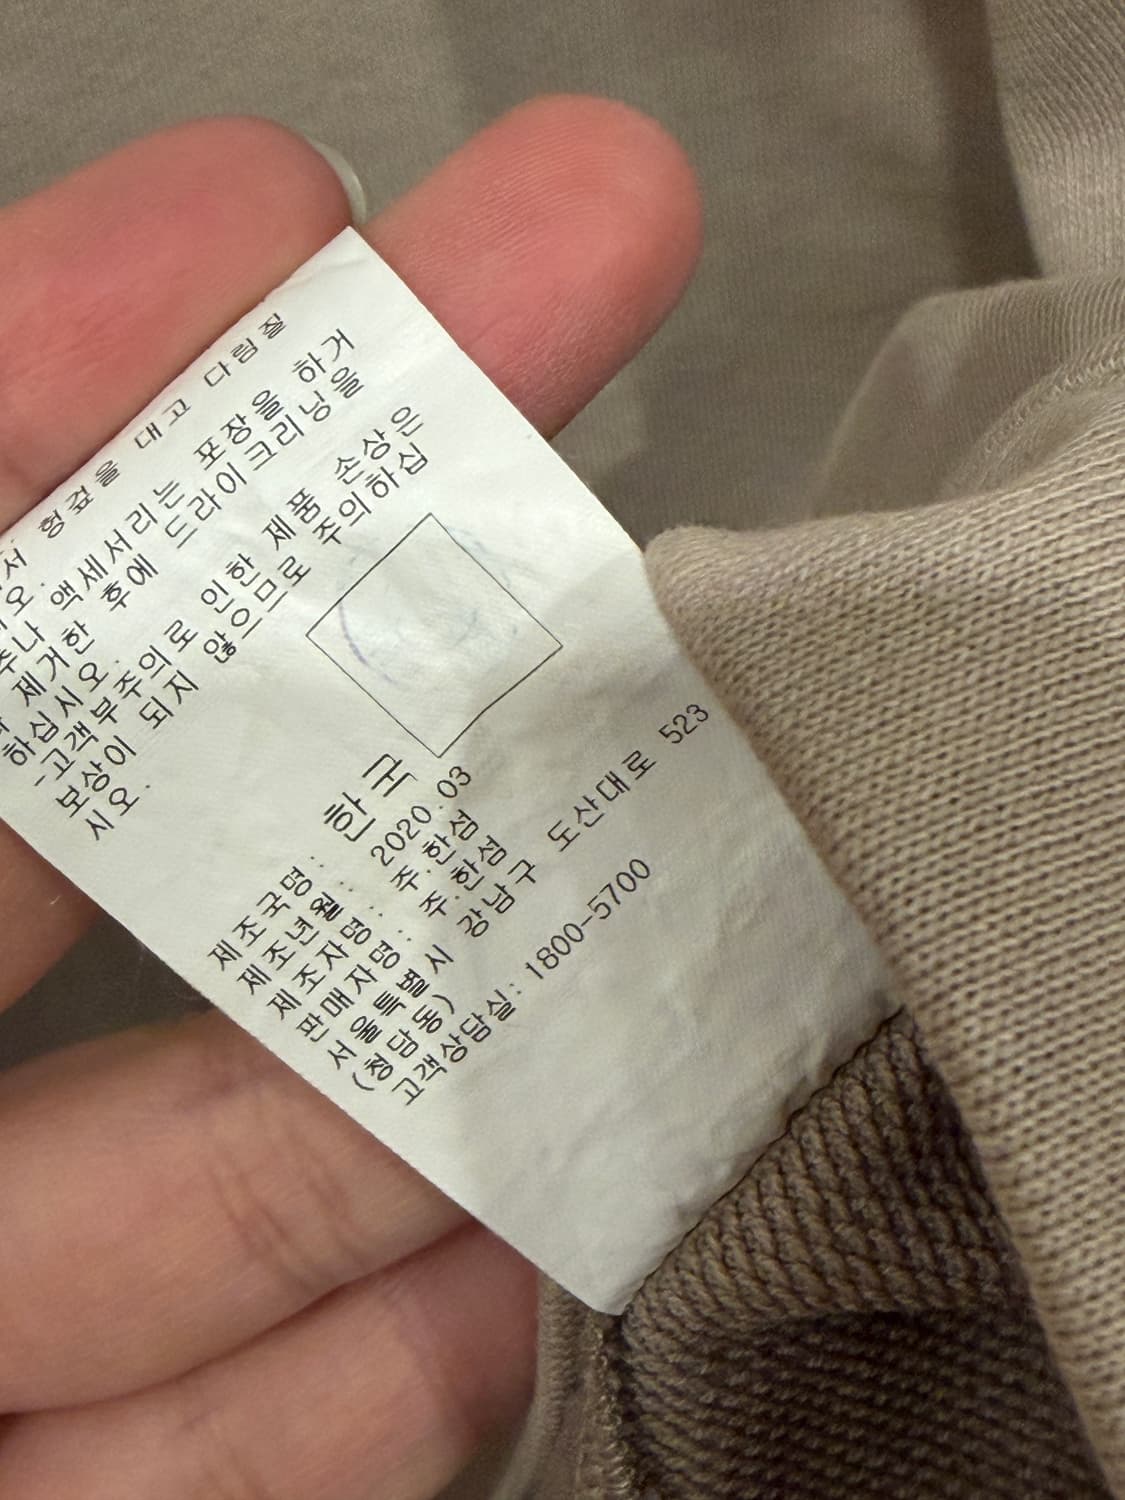 서 헝겊을 대고 다림질
오.
추나 액세서리는 포장을 하거
제거한 후에 드라이크리닝을
하십시오.
-고객부주의로 인한 제품 손상은
보상이 되지 않으므로 주의하십
시오.
제조국명: 한국
제조년월: 2020.03
제조자명: 주.한섬
판매자명: 주.한섬
서울특별시 강남구 도산대로 523
(청담동)
고객상담실: 1800-5700